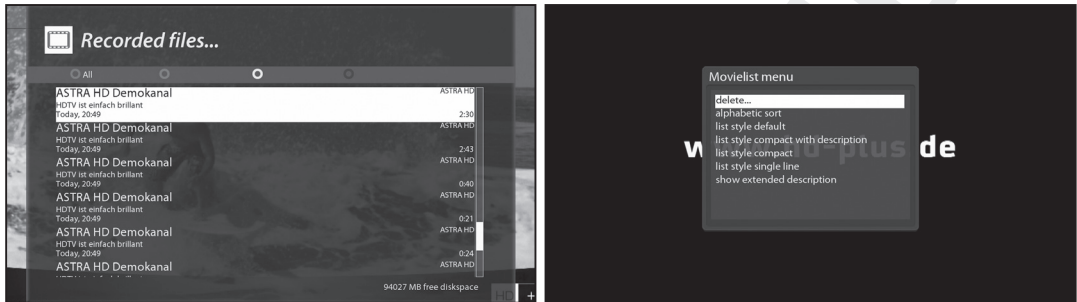 Recorded files...
All
ASTRA HD Demokanal ASTRA HD
HDTV ist einfach brillant
Today, 20:49 2:30
ASTRA HD Demokanal ASTRA HD
HDTV ist einfach brillant
Today, 20:49 2:43
ASTRA HD Demokanal ASTRA HD
HDTV ist einfach brillant
Today, 20:49 0:40
ASTRA HD Demokanal ASTRA HD
HDTV ist einfach brillant
Today, 20:49 0:21
ASTRA HD Demokanal ASTRA HD
HDTV ist einfach brillant
Today, 20:49 0:24
ASTRA HD Demokanal ASTRA HD
94027 MB free diskspace
HD +
Movielist menu
delete...
alphabetic sort
list style default
list style compact with description
list style compact
list style single line
show extended description
hd-plus de